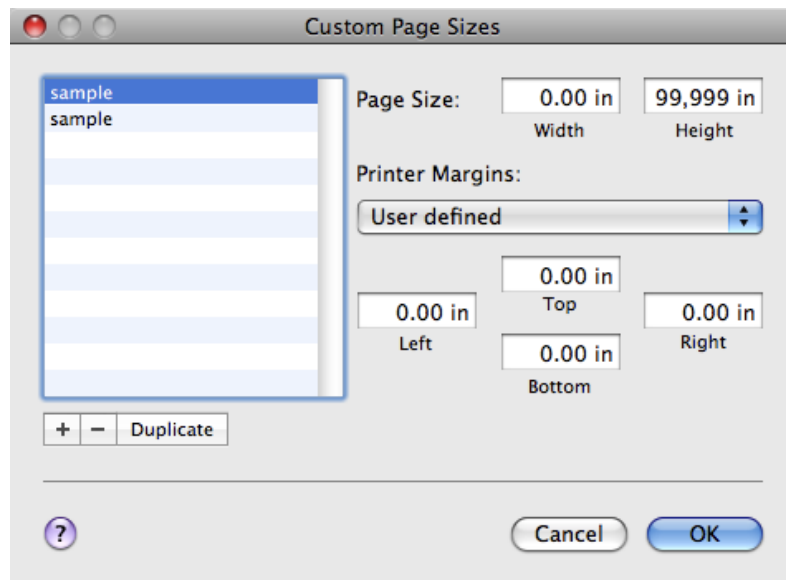 Custom Page Sizes
sample
sample
Page Size:
0.00 in
99,999 in
Width
Height
Printer Margins:
User defined
0.00 in
Top
0.00 in
Left
0.00 in
Right
0.00 in
Bottom
+
−
Duplicate
?
Cancel
OK